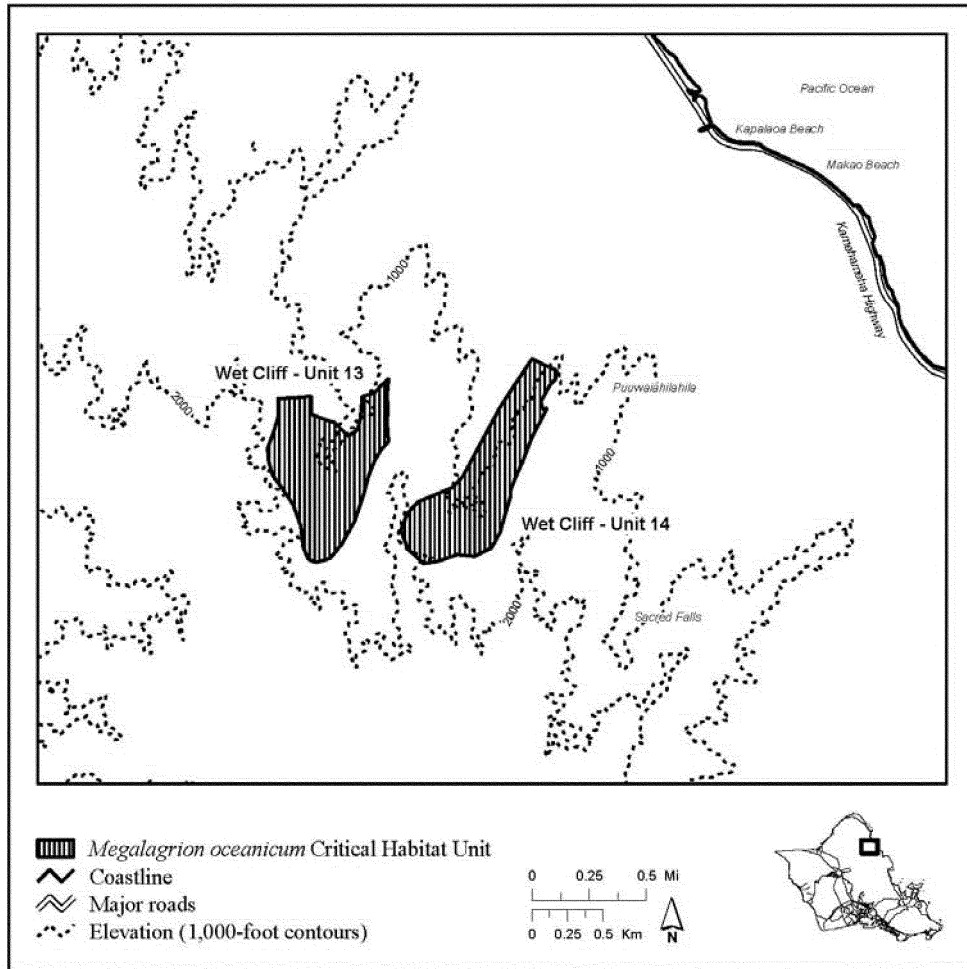 Pacific Ocean
Kapalaoa Beach
Makao Beach
Kamehameha Highway
1000
Wet Cliff - Unit 13
2000
Puuwaiahilahila
1000
Wet Cliff - Unit 14
2000
Sacred Falls
Megalagrion oceanicum Critical Habitat Unit
Coastline
Major roads
Elevation (1,000-foot contours)
0 0.25 0.5 Mi
0 0.25 0.5 Km
N